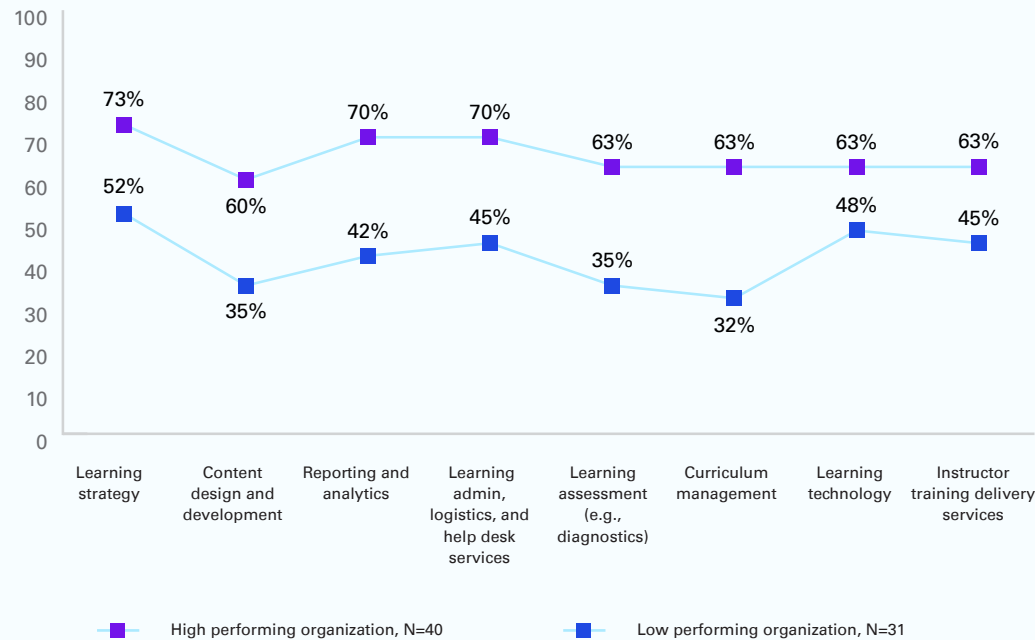 100
90
80
70
60
50
40
30
20
10
0
73%
60%
70%
70%
63%
63%
63%
63%
52%
35%
42%
45%
35%
32%
48%
45%
Learning
strategy
Content
design and
development
Reporting and
analytics
Learning
admin,
logistics, and
help desk
services
Learning
assessment
(e.g.,
diagnostics)
Curriculum
management
Learning
technology
Instructor
training delivery
services
High performing organization, N=40
Low performing organization, N=31